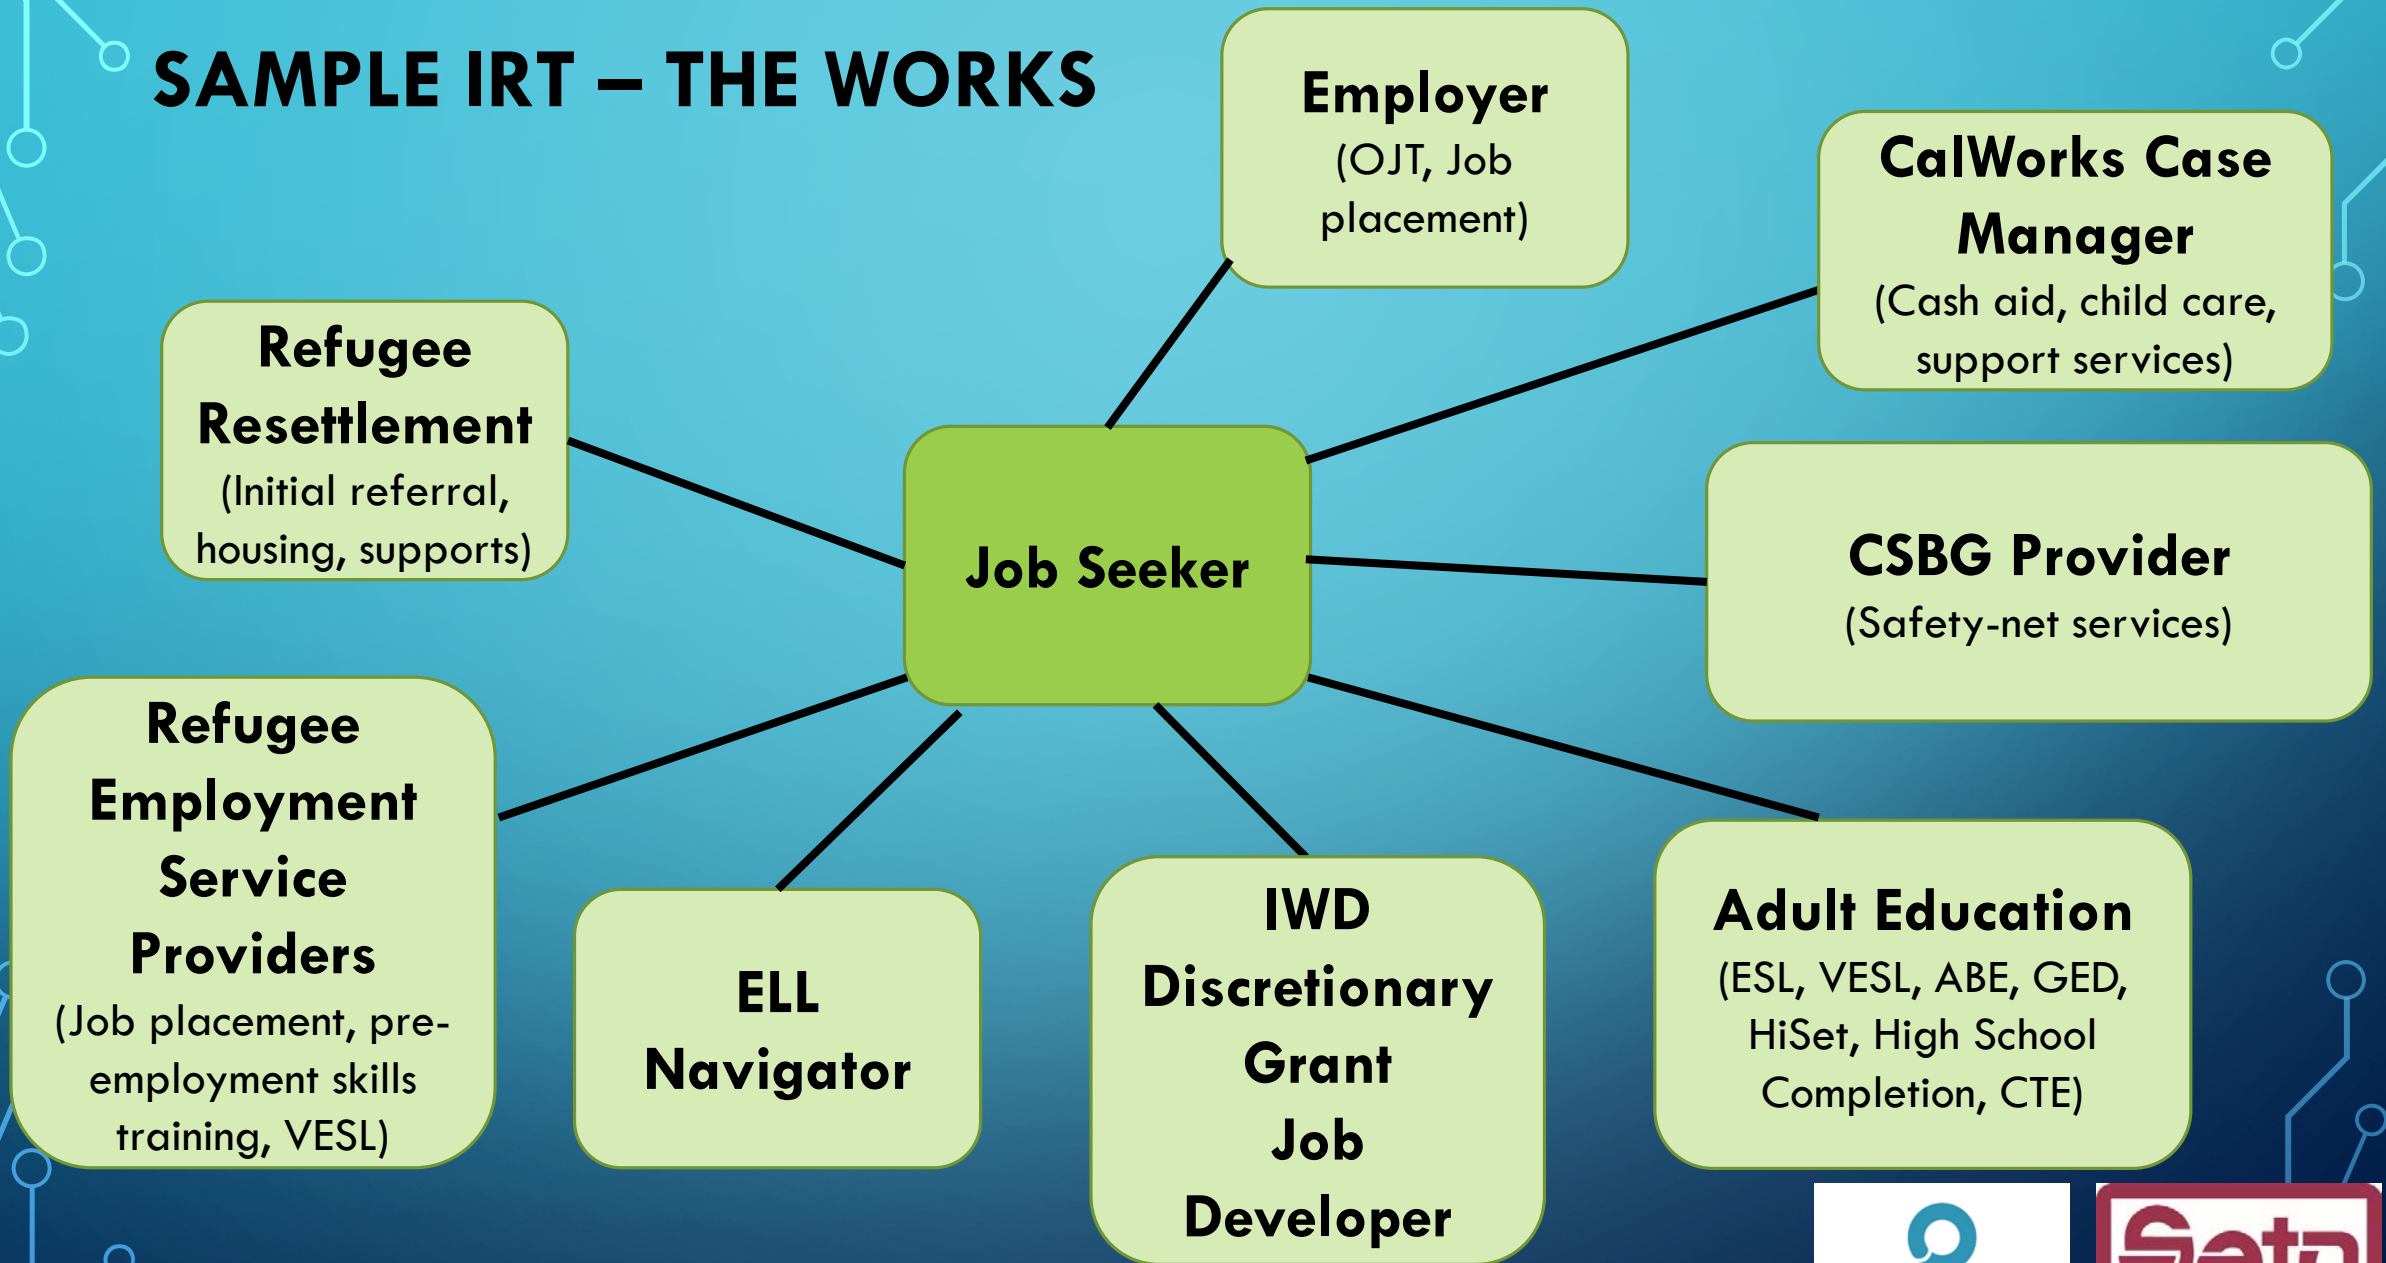 SAMPLE IRT – THE WORKS
Employer
(OJT, Job
placement)
CalWorks Case
Manager
(Cash aid, child care,
support services)
Refugee
Resettlement
(Initial referral,
housing, supports)
Job Seeker
CSBG Provider
(Safety-net services)
Refugee
Employment
Service
Providers
(Job placement, pre-
employment skills
training, VESL)
ELL
Navigator
IWD
Discretionary
Grant
Job
Developer
Adult Education
(ESL, VESL, ABE, GED,
HiSet, High School
Completion, CTE)